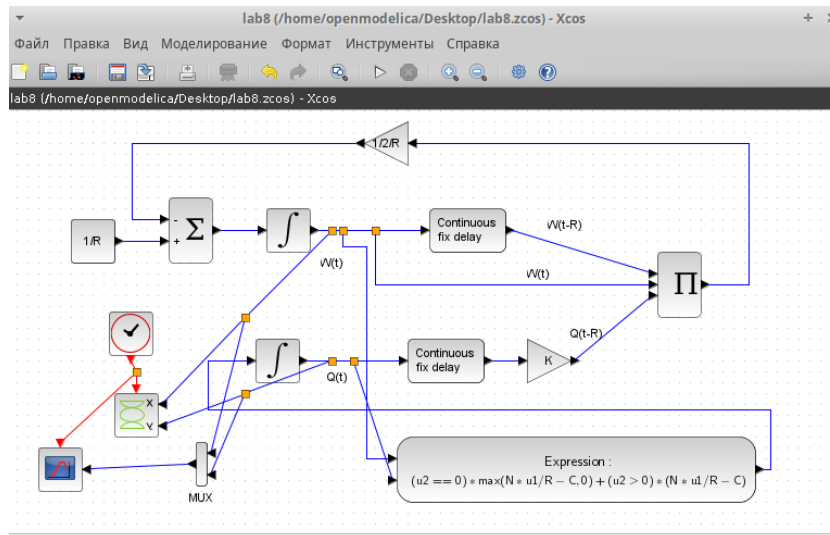 lab8 (/home/openmodelica/Desktop/lab8.zcos) - Xcos
Файл Правка Вид Моделирование Формат Инструменты Справка
lab8 (/home/openmodelica/Desktop/lab8.zcos) - Xcos
1/2/R
1/R
-
+
Σ
∫
W(t)
Continuous
fix delay
W(t-R)
W(t)
Π
Q(t-R)
∫
Q(t)
Continuous
fix delay
K
X
Y
MUX
Expression :
(u2 == 0) * max(N * u1/R − C, 0) + (u2 > 0) * (N * u1/R − C)